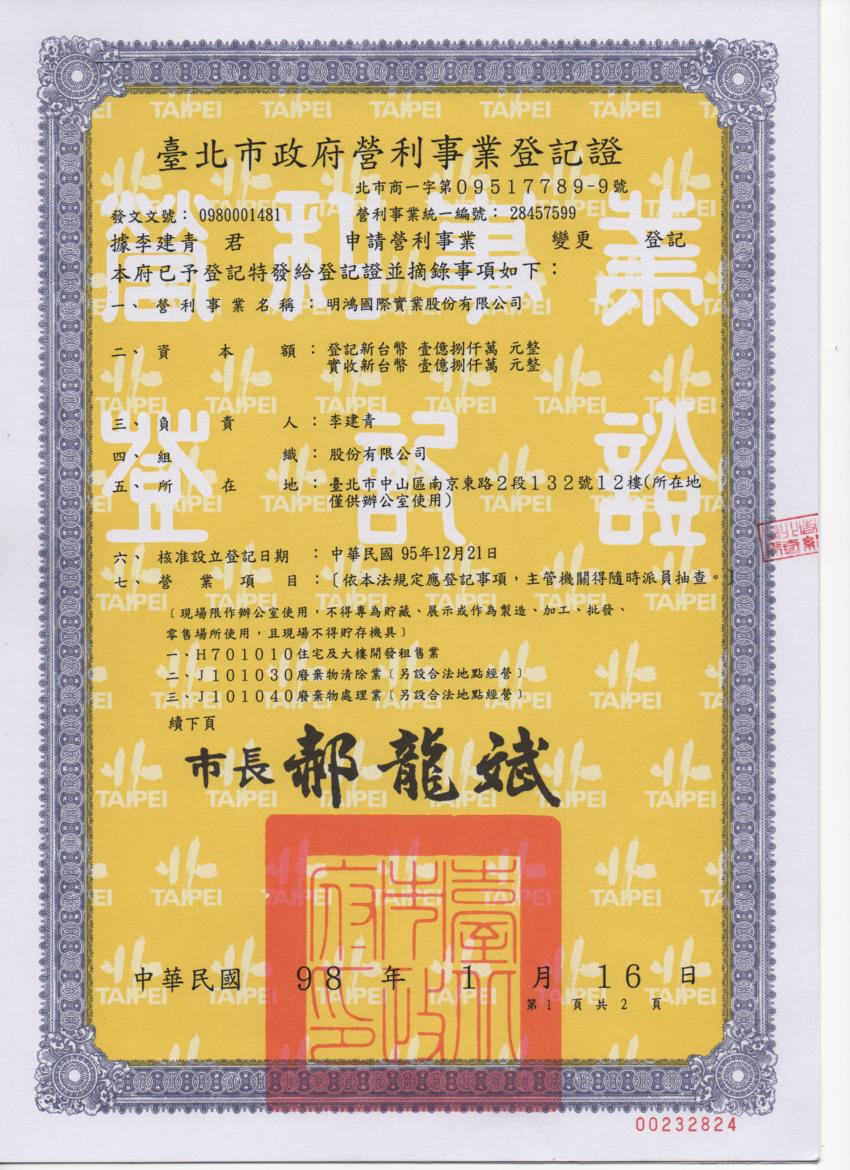 臺北市政府營利事業登記證
北市商一字第09517789-9號
發文文號：0980001481 營利事業統一編號：28457599
據李建青 君 申請營利事業 變更 登記
本府已予登記特發給登記證並摘錄事項如下：
一、營利事業名稱：明鴻國際實業股份有限公司
二、資本額：登記新台幣 壹億捌仟萬 元整
實收新台幣 壹億捌仟萬 元整
三、負責人：李建青
四、組織：股份有限公司
五、所在地：臺北市中山區南京東路2段132號12樓(所在地
僅供辦公室使用)
六、核准設立登記日期：中華民國 95年12月21日
七、營業項目：〔依本法規定應登記事項，主管機關得隨時派員抽查。〕
〔現場限作辦公室使用，不得專為貯藏、展示或作為製造、加工、批發、
零售場所使用，且現場不得貯存機具〕
一、H701010住宅及大樓開發租售業
二、J101030廢棄物清除業〔另設合法地點經營〕
三、J101040廢棄物處理業〔另設合法地點經營〕
續下頁
市長 郝龍斌
臺北市政府印
中華民國 98 年 1 月 16 日
第1頁共2頁
00232824
營利事業
登記證
TAIPEI